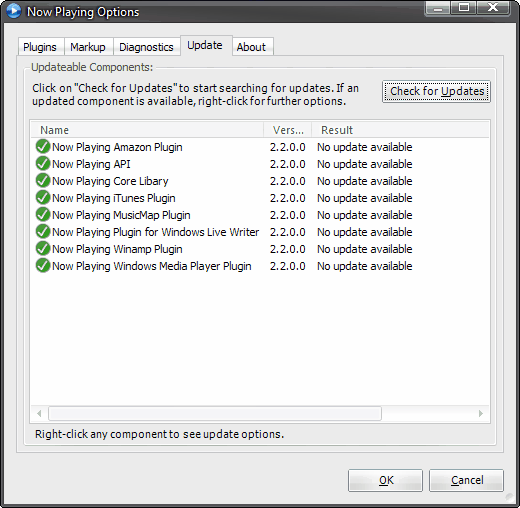 Now Playing Options
Plugins Markup Diagnostics Update About
Updateable Components:
Click on "Check for Updates" to start searching for updates. If an
updated component is available, right-click for further options.
Check for Updates
Name Vers... Result
Now Playing Amazon Plugin 2.2.0.0 No update available
Now Playing API 2.2.0.0 No update available
Now Playing Core Libary 2.2.0.0 No update available
Now Playing iTunes Plugin 2.2.0.0 No update available
Now Playing MusicMap Plugin 2.2.0.0 No update available
Now Playing Plugin for Windows Live Writer 2.2.0.0 No update available
Now Playing Winamp Plugin 2.2.0.0 No update available
Now Playing Windows Media Player Plugin 2.2.0.0 No update available
Right-click any component to see update options.
OK Cancel